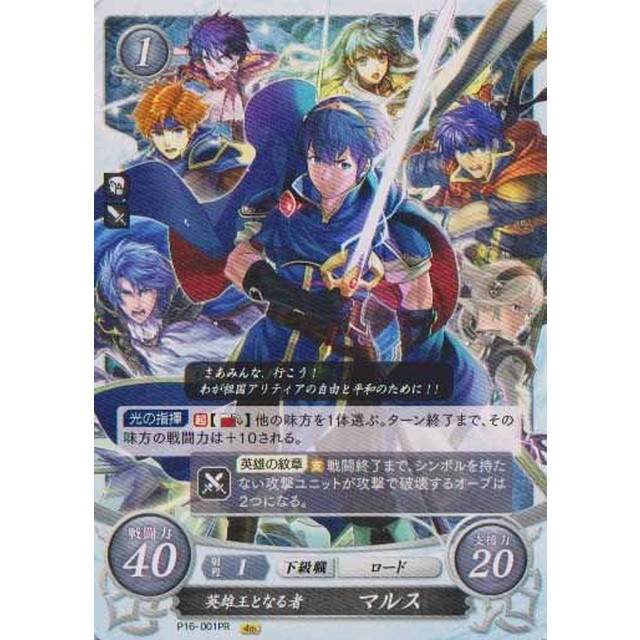 1
さあみんな、行こう!
わが祖国アリティアの自由と平和のために!!
光の指揮 起【 】他の味方を1体選ぶ。ターン終了まで、その
味方の戦闘力は+10される。
英雄の紋章 支 戦闘終了まで、シンボルを持た
ない攻撃ユニットが攻撃で破壊するオーブは
2つになる。
戦闘力
40
射程 1 下級職 ロード
支援力
20
英雄王となる者 マルス
P16-001PR 4th